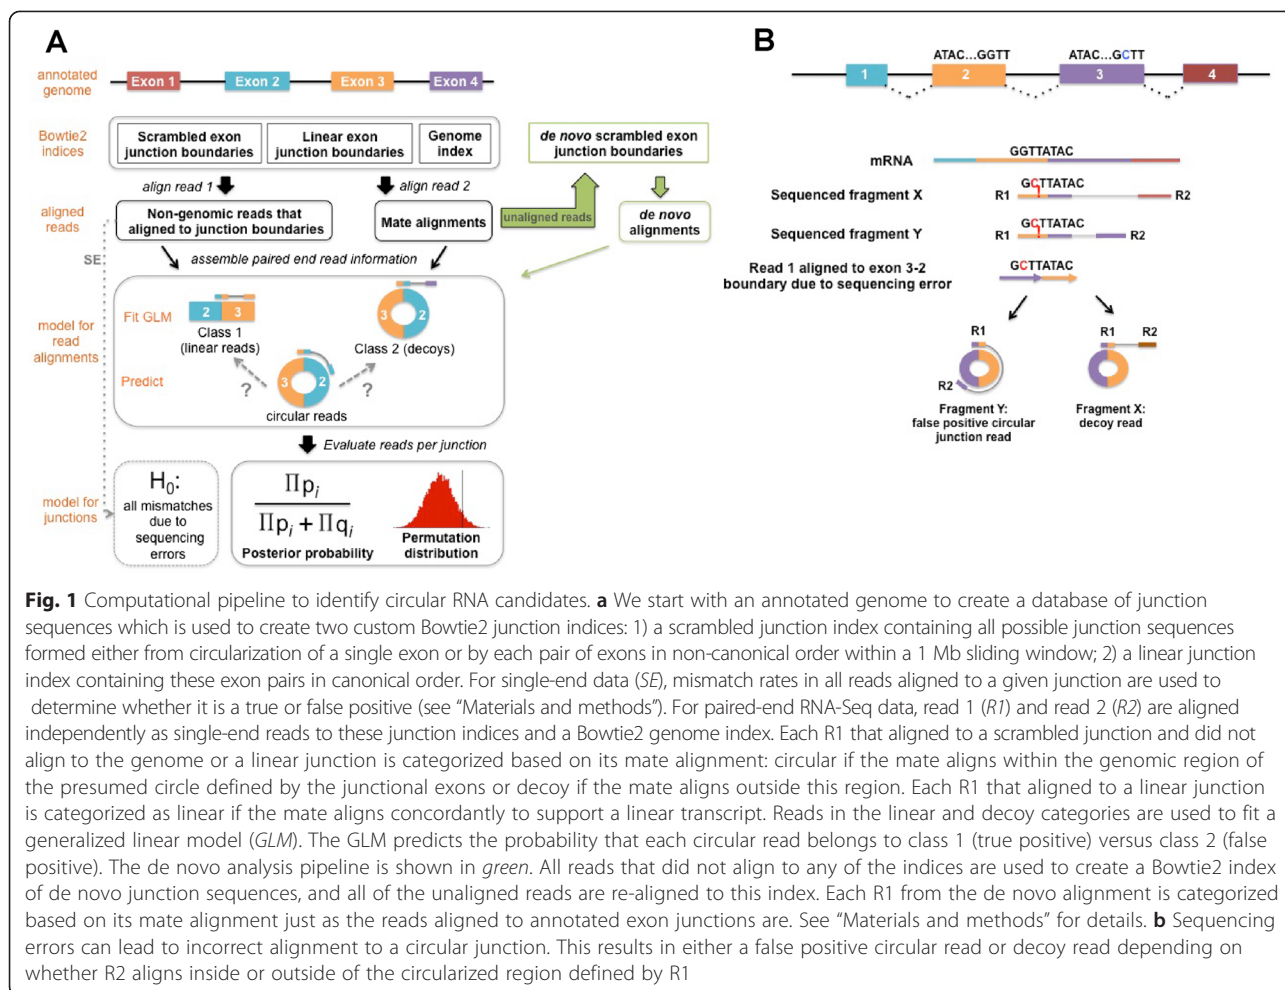 A
annotated
genome
Exon 1
Exon 2
Exon 3
Exon 4
Bowtie2
indices
Scrambled exon
junction boundaries
Linear exon
junction boundaries
Genome
index
de novo scrambled exon
junction boundaries
align read 1
align read 2
aligned
reads
Non-genomic reads that
aligned to junction boundaries
Mate alignments
unaligned reads
de novo
alignments
SE
assemble paired end read information
model for
read
alignments
Fit GLM
2
3
Class 1
(linear reads)
3
2
Class 2 (decoys)
Predict
?
3
2
?
circular reads
Evaluate reads per junction
model for
junctions
H0:
all mismatches
due to
sequencing
errors
Πpi
Πpi + Πqi
Posterior probability
Permutation
distribution
B
ATAC...GGTT
ATAC...GCTT
1
2
3
4
mRNA
GGTTATAC
Sequenced fragment X
R1
GCTTATAC
!
R2
Sequenced fragment Y
R1
GCTTATAC
!
R2
Read 1 aligned to exon 3-2
boundary due to sequencing error
GCTTATAC
R1
R2
Fragment Y:
false positive circular
junction read
R1
R2
Fragment X:
decoy read
Fig. 1 Computational pipeline to identify circular RNA candidates. a We start with an annotated genome to create a database of junction
sequences which is used to create two custom Bowtie2 junction indices: 1) a scrambled junction index containing all possible junction sequences
formed either from circularization of a single exon or by each pair of exons in non-canonical order within a 1 Mb sliding window; 2) a linear junction
index containing these exon pairs in canonical order. For single-end data (SE), mismatch rates in all reads aligned to a given junction are used to
determine whether it is a true or false positive (see “Materials and methods”). For paired-end RNA-Seq data, read 1 (R1) and read 2 (R2) are aligned
independently as single-end reads to these junction indices and a Bowtie2 genome index. Each R1 that aligned to a scrambled junction and did not
align to the genome or a linear junction is categorized based on its mate alignment: circular if the mate aligns within the genomic region of
the presumed circle defined by the junctional exons or decoy if the mate aligns outside this region. Each R1 that aligned to a linear junction
is categorized as linear if the mate aligns concordantly to support a linear transcript. Reads in the linear and decoy categories are used to fit a
generalized linear model (GLM). The GLM predicts the probability that each circular read belongs to class 1 (true positive) versus class 2 (false
positive). The de novo analysis pipeline is shown in green. All reads that did not align to any of the indices are used to create a Bowtie2 index
of de novo junction sequences, and all of the unaligned reads are re-aligned to this index. Each R1 from the de novo alignment is categorized
based on its mate alignment just as the reads aligned to annotated exon junctions are. See “Materials and methods” for details. b Sequencing
errors can lead to incorrect alignment to a circular junction. This results in either a false positive circular read or decoy read depending on
whether R2 aligns inside or outside of the circularized region defined by R1